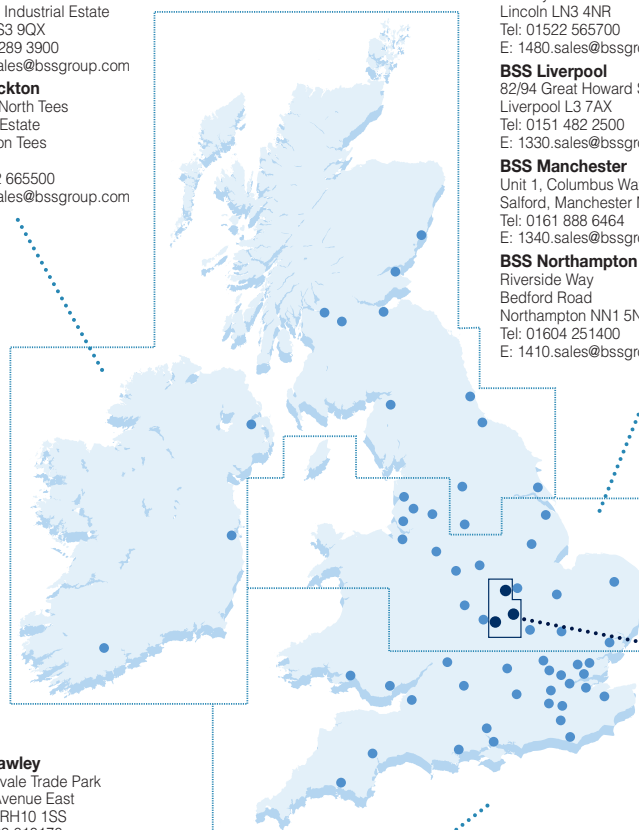 Industrial Estate
S3 9QX
289 3900
ales@bssgroup.com
ckton
North Tees
Estate
on Tees
665500
ales@bssgroup.com
Lincoln LN3 4NR
Tel: 01522 565700
E: 1480.sales@bssgro
BSS Liverpool
82/94 Great Howard S
Liverpool L3 7AX
Tel: 0151 482 2500
E: 1330.sales@bssgro
BSS Manchester
Unit 1, Columbus Wa
Salford, Manchester M
Tel: 0161 888 6464
E: 1340.sales@bssgro
BSS Northampton
Riverside Way
Bedford Road
Northampton NN1 5N
Tel: 01604 251400
E: 1410.sales@bssgro
awley
vale Trade Park
Avenue East
RH10 1SS